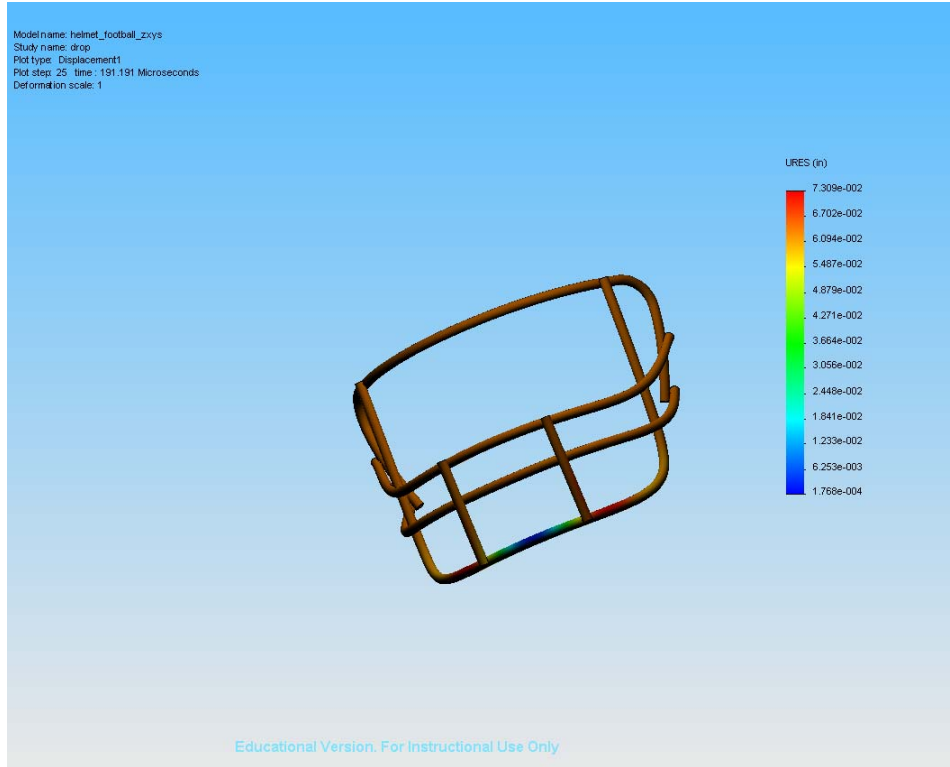 Model name: helmet_football_zxys
Study name: drop
Plot type: Displacement1
Plot step: 25 time : 191.191 Microseconds
Deformation scale: 1
URES (in)
7.309e-002
6.702e-002
6.094e-002
5.487e-002
4.879e-002
4.271e-002
3.664e-002
3.056e-002
2.448e-002
1.841e-002
1.233e-002
6.253e-003
1.768e-004
Educational Version. For Instructional Use Only